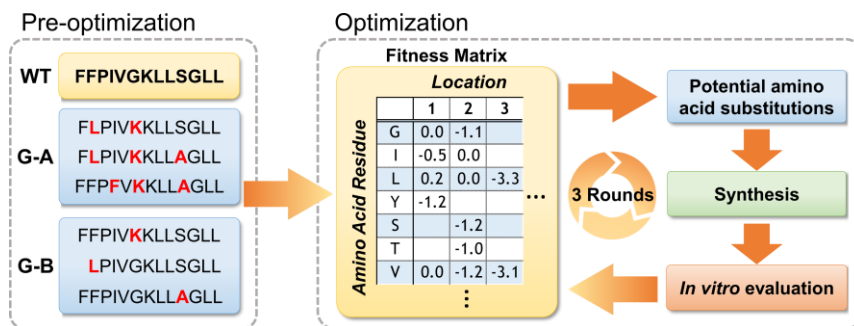 Pre-optimization
WT
FFPIVGKLLSGLL
G-A
FLPIVKKLLSGLL
FLPIVKKLLAGLL
FFPFVKKLLAGLL
G-B
FFPIVKKLLSGLL
LPIVGKLLSGLL
FFPIVGKLLAGLL
Optimization
Fitness Matrix
Location
Amino Acid Residue
1 2 3
G 0.0 -1.1
I -0.5 0.0
L 0.2 0.0 -3.3
Y -1.2
S -1.2
T -1.0
V 0.0 -1.2 -3.1
...
⋮
3 Rounds
Potential amino
acid substitutions
Synthesis
In vitro evaluation